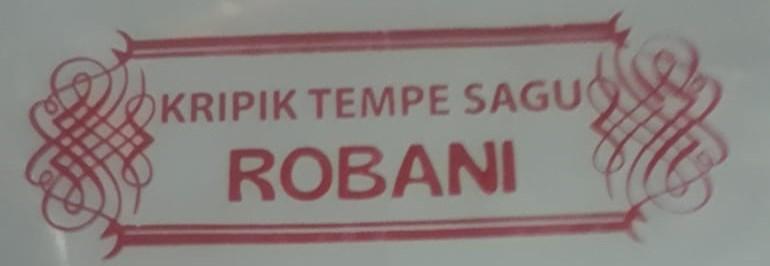 KRIPIK TEMPE SAGU
ROBANI